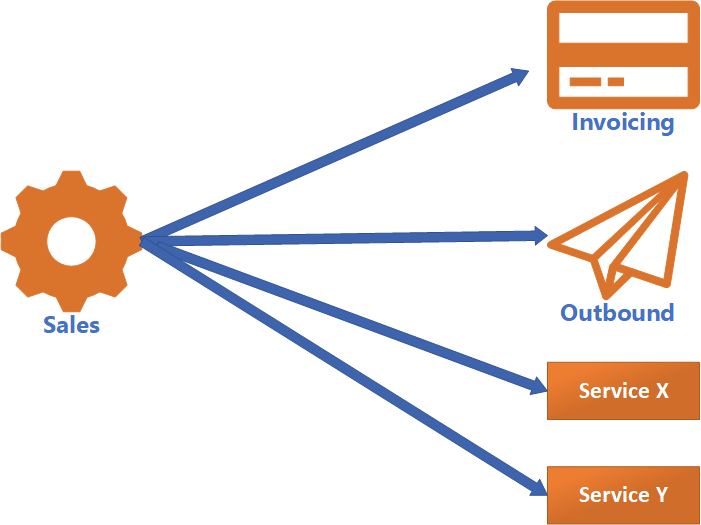 Invoicing
Sales
Outbound
Service X
Service Y